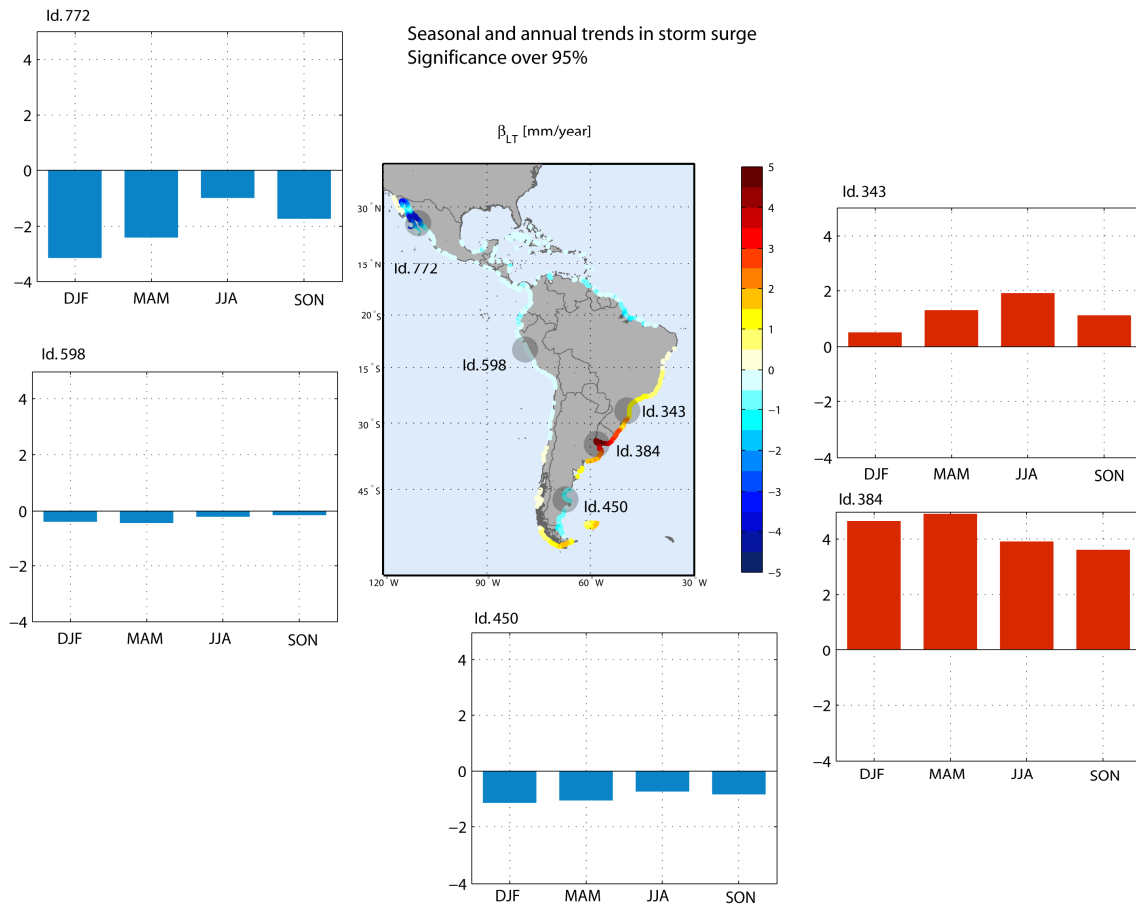 Id. 772
4
2
0
−2
−4
DJF
MAM
JJA
SON
Seasonal and annual trends in storm surge
Significance over 95%
β_LT [mm/year]
30°N
15°N
20°S
15°S
30°S
45°S
120°W
90°W
60°W
30°W
Id. 772
Id. 598
Id. 343
Id. 384
Id. 450
5
4
3
2
1
0
−1
−2
−3
−4
−5
Id. 343
4
2
0
−2
−4
DJF
MAM
JJA
SON
Id. 598
4
2
0
−2
−4
DJF
MAM
JJA
SON
Id. 384
4
2
0
−2
−4
DJF
MAM
JJA
SON
Id. 450
4
2
0
−2
−4
DJF
MAM
JJA
SON